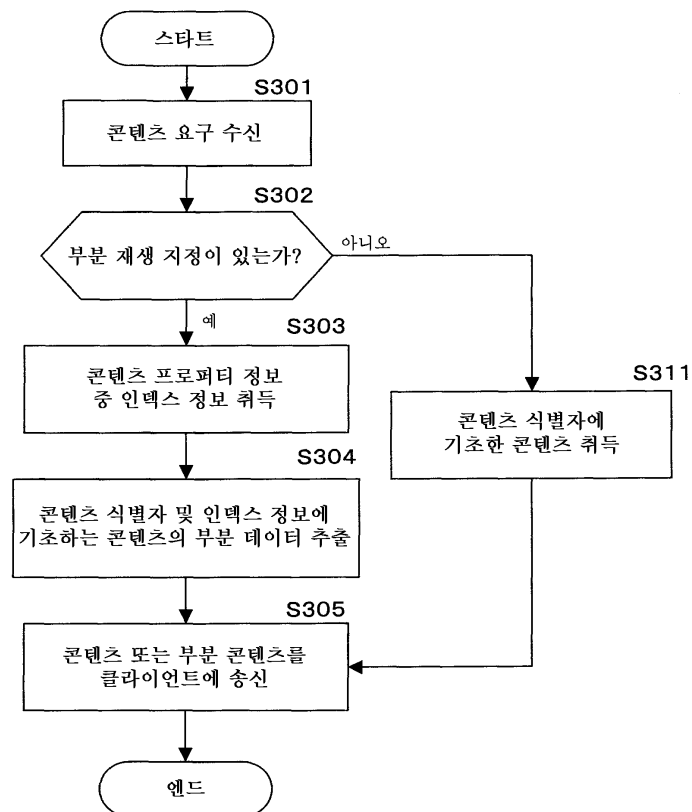 스타트
S301
콘텐츠 요구 수신
S302
부분 재생 지정이 있는가?
아니오
예
S303
콘텐츠 프로퍼티 정보
중 인덱스 정보 취득
S311
콘텐츠 식별자에
기초한 콘텐츠 취득
S304
콘텐츠 식별자 및 인덱스 정보에
기초하는 콘텐츠의 부분 데이터 추출
S305
콘텐츠 또는 부분 콘텐츠를
클라이언트에 송신
엔드